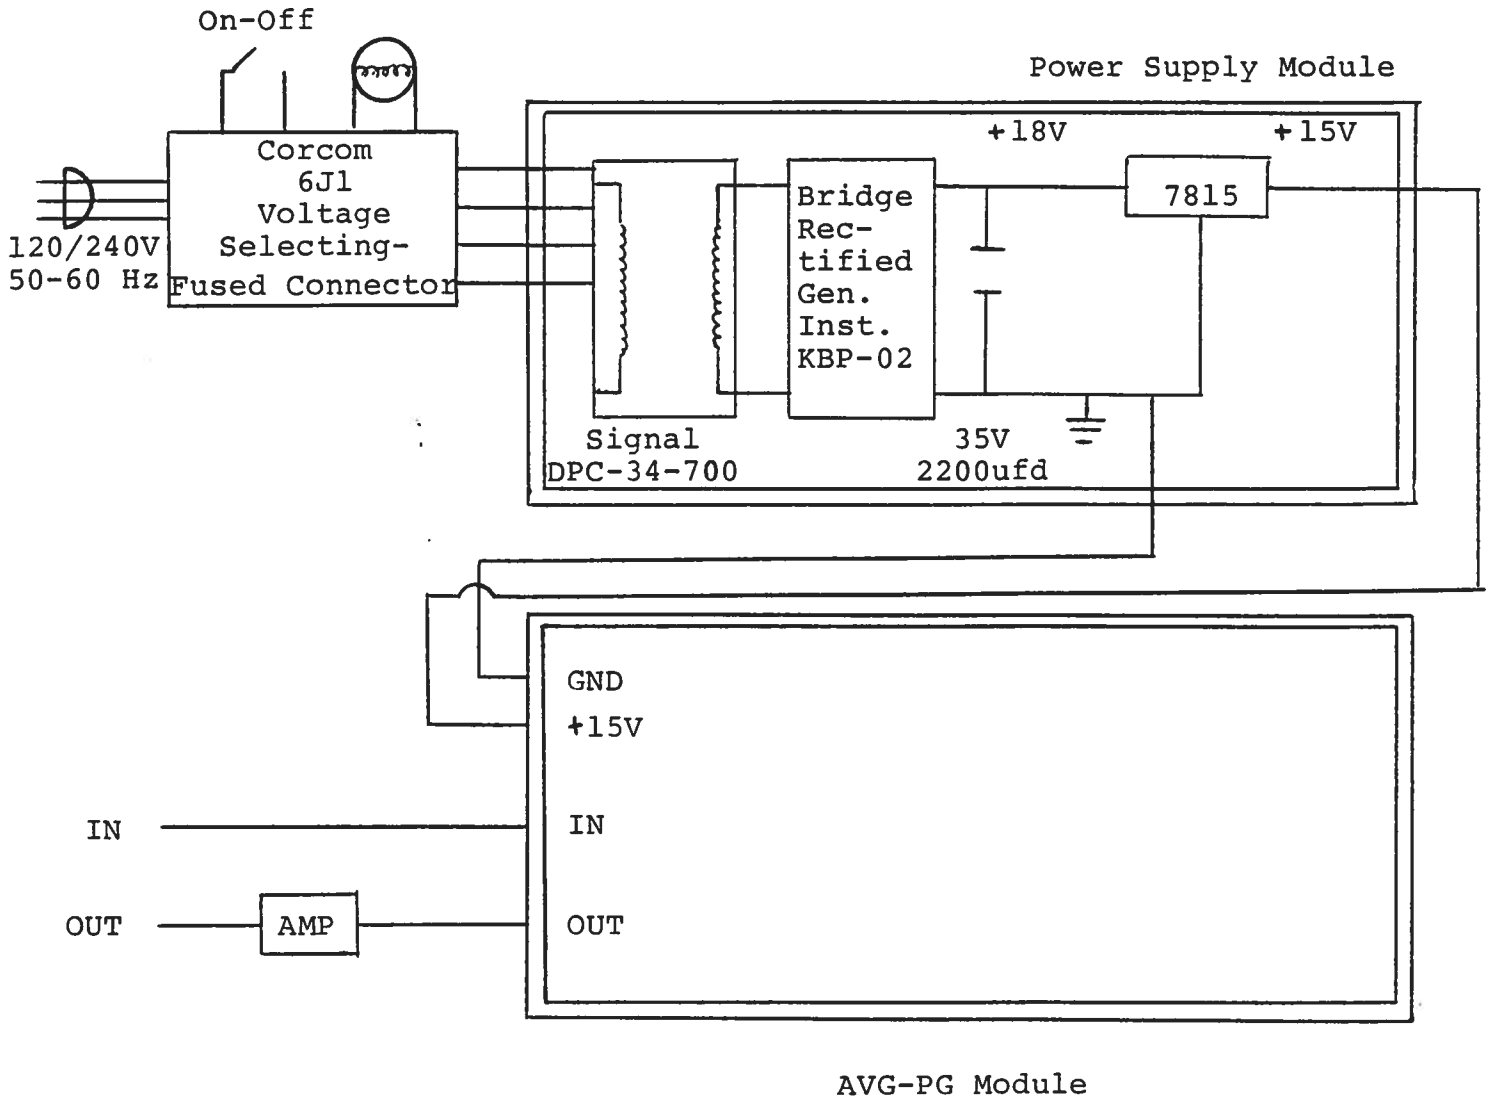 On-Off
Power Supply Module
+18V
+15V
Corcom
6J1
Voltage
Selecting-
Fused Connector
120/240V
50-60 Hz
Bridge
Rec-
tified
Gen.
Inst.
KBP-02
7815
Signal
DPC-34-700
35V
2200ufd
GND
+15V
IN
IN
OUT
AMP
OUT
AVG-PG Module